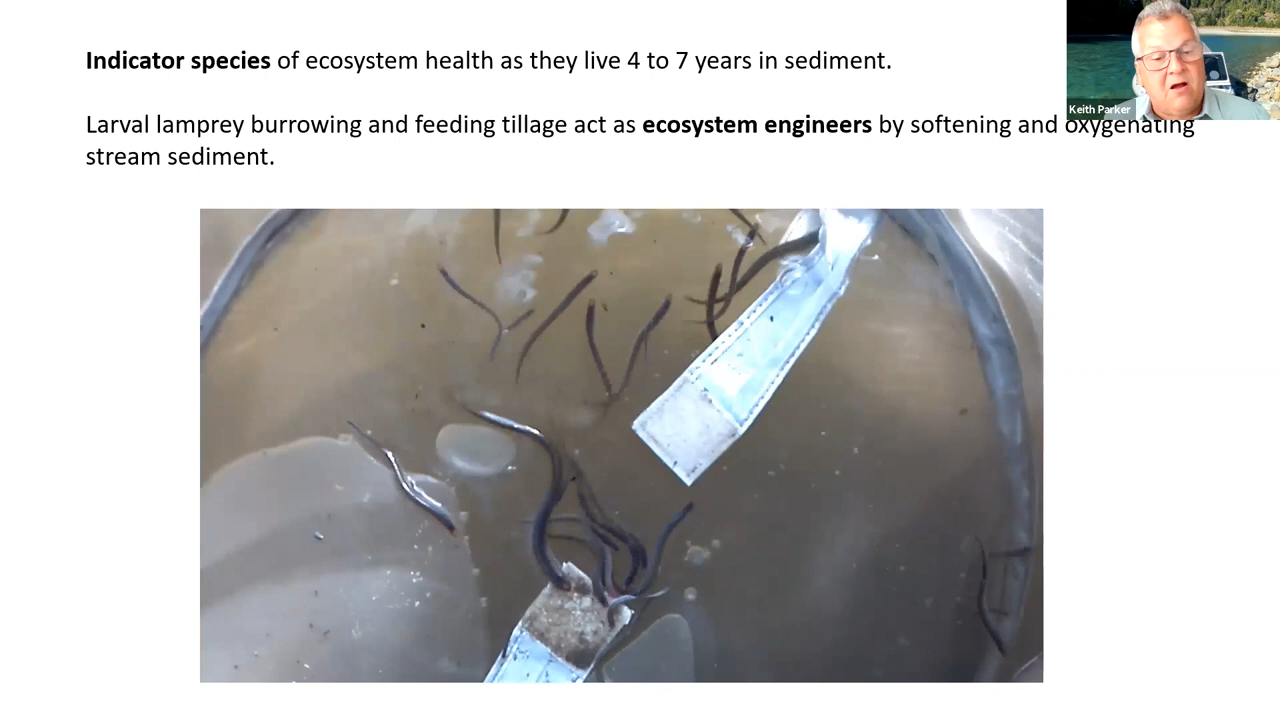 Indicator species of ecosystem health as they live 4 to 7 years in sediment.
Keith Parker
Larval lamprey burrowing and feeding tillage act as ecosystem engineers by softening and oxygenating
stream sediment.